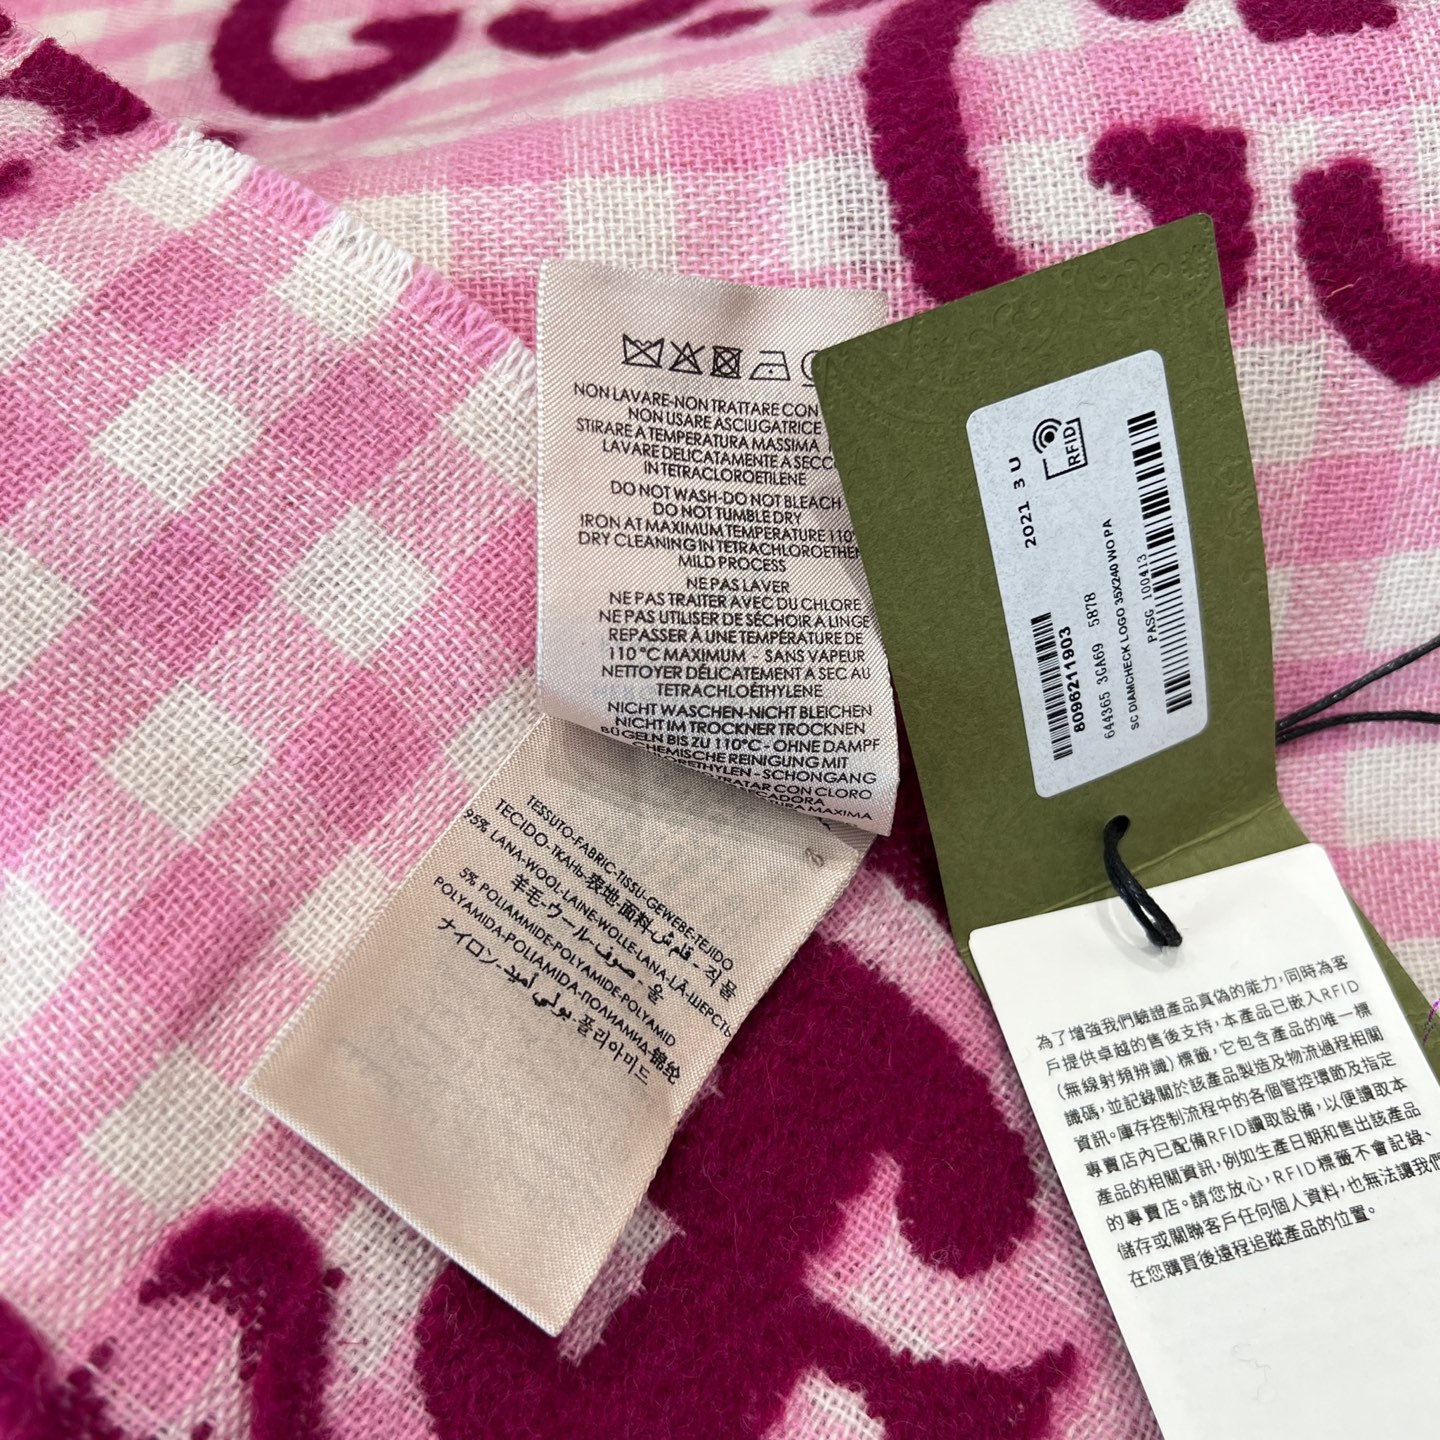 NON LAVARE-NON TRATTARE CON
NON USARE ASCIUGATRICE
STIRARE A TEMPERATURA MASSIMA
LAVARE DELICATAMENTE A SECCO
IN TETRACLOROETILENE
DO NOT WASH-DO NOT BLEACH
DO NOT TUMBLE DRY
IRON AT MAXIMUM TEMPERATURE 110°
DRY CLEANING IN TETRACHLOROETHEN
MILD PROCESS
NE PAS LAVER
NE PAS TRAITER AVEC DU CHLORE
NE PAS UTILISER DE SÉCHOIR A LINGE
REPASSER À UNE TEMPÉRATURE DE
110 °C MAXIMUM - SANS VAPEUR
NETTOYER DÉLICATEMENT A SEC AU
TETRACHLOÉTHYLENE
NICHT WASCHEN-NICHT BLEICHEN
NICHT IM TROCKNER TROCKNEN
BÜGELN BIS ZU 110°C - OHNE DAMPF
CHEMISCHE REINIGUNG MIT
LORETHYLEN - SCHONGANG
TRATAR CON CLORO
CADORA
MAXIMA
TESSUTO-FABRIC-TISSU-GEWEBE-TEJIDO
TECIDO-ТКАНЬ-表地-面料-قلمش-직물
95% LANA-WOOL-LAINE-WOLLE-LANA-LÃ-ШЕРСТЬ
羊毛-ウール-صوف-울
5% POLIAMMIDE-POLYAMIDE-POLYAMID
POLYAMIDA-POLIAMIDA-ПОЛИАМИД-锦纶
ナイロン-بولي أميد-폴리아미드
2021 3 U
RFID
8096211903
644365 3GA69 5878
SC DIAMCHECK LOGO 35X240 WO PA
PASG 100413
為了增強我們驗證產品真偽的能力,同時為客
戶提供卓越的售後支持,本產品已嵌入RFID
(無線射頻辨識)標籤,它包含產品的唯一標
識碼,並記錄關於該產品製造及物流過程相關
資訊。庫存控制流程中的各個管控環節及指定
專賣店內已配備RFID讀取設備,以便讀取本
產品的相關資訊,例如生產日期和售出該產品
的專賣店。請您放心,RFID標籤不會記錄、
儲存或關聯客戶任何個人資料,也無法讓我們
在您購買後遠程追蹤產品的位置。